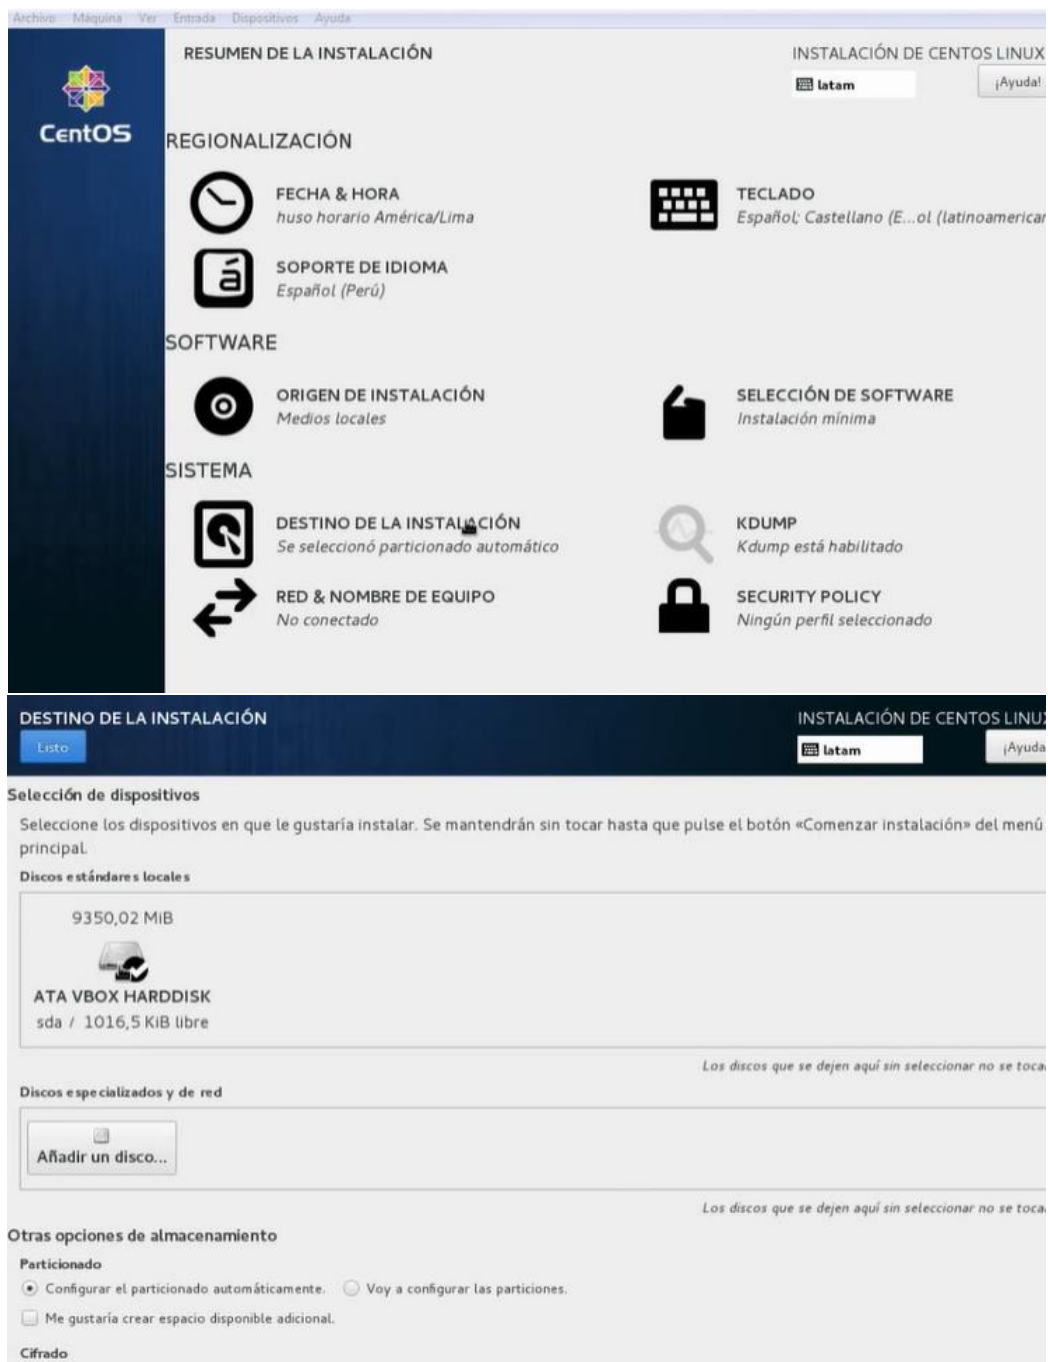 Archivo Máquina Ver Entrada Dispositivos Ayuda
RESUMEN DE LA INSTALACIÓN
INSTALACIÓN DE CENTOS LINUX
latam
¡Ayuda!
CentOS
REGIONALIZACIÓN
FECHA & HORA
huso horario América/Lima
TECLADO
Español; Castellano (E...ol (latinoamerican
SOPORTE DE IDIOMA
Español (Perú)
SOFTWARE
ORIGEN DE INSTALACIÓN
Medios locales
SELECCIÓN DE SOFTWARE
Instalación mínima
SISTEMA
DESTINO DE LA INSTALACIÓN
Se seleccionó particionado automático
KDUMP
Kdump está habilitado
RED & NOMBRE DE EQUIPO
No conectado
SECURITY POLICY
Ningún perfil seleccionado
DESTINO DE LA INSTALACIÓN
INSTALACIÓN DE CENTOS LINUX
Listo
latam
¡Ayuda
Selección de dispositivos
Seleccione los dispositivos en que le gustaría instalar. Se mantendrán sin tocar hasta que pulse el botón «Comenzar instalación» del menú
principal.
Discos estándares locales
9350,02 MiB
ATA VBOX HARDDISK
sda / 1016,5 KiB libre
Los discos que se dejen aquí sin seleccionar no se toca
Discos especializados y de red
Añadir un disco...
Los discos que se dejen aquí sin seleccionar no se toca
Otras opciones de almacenamiento
Particionado
Configurar el particionado automáticamente. Voy a configurar las particiones.
Me gustaría crear espacio disponible adicional.
Cifrado